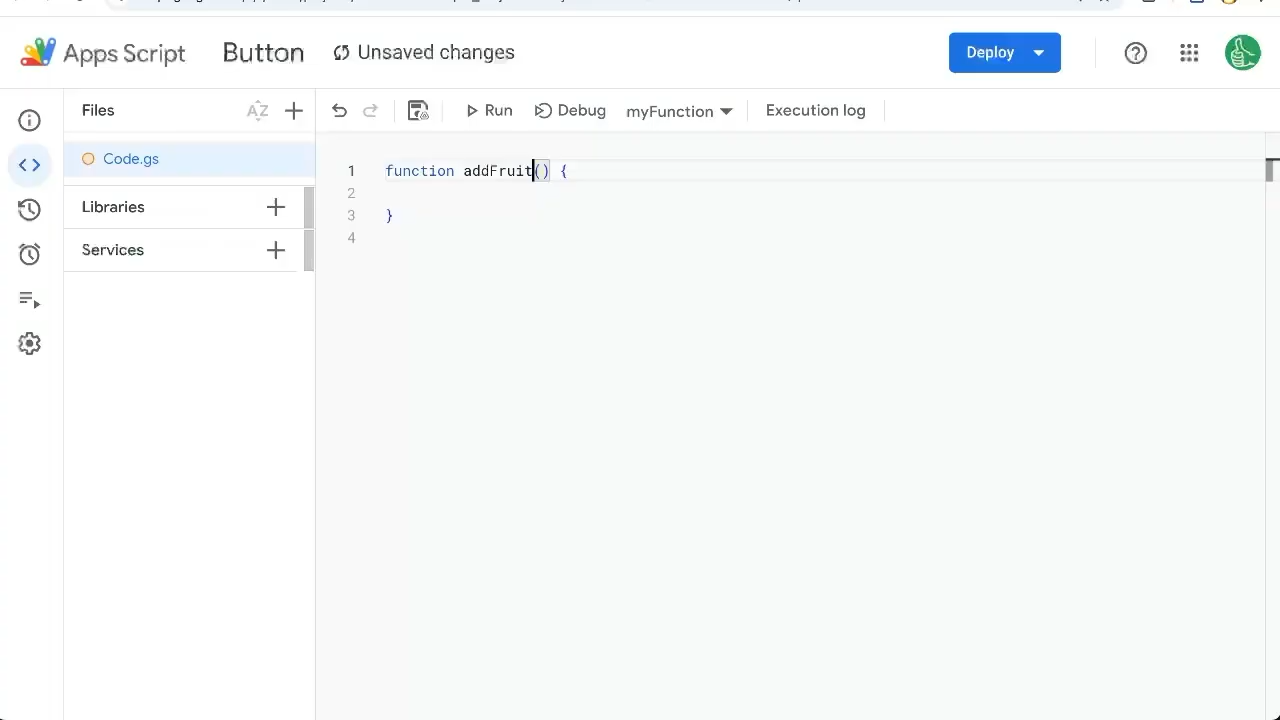 Apps Script Button Unsaved changes Deploy
Files AZ Run Debug myFunction Execution log
Code.gs
Libraries
Services
1 function addFruit() {
2
3 }
4